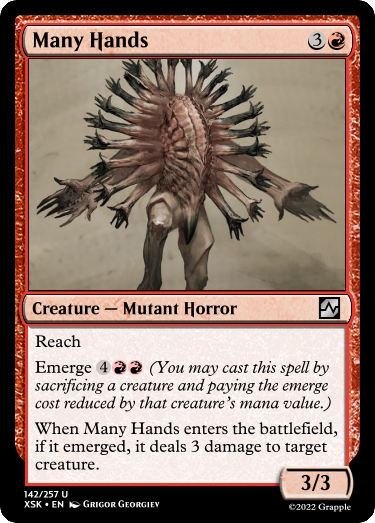 Many Hands 3
Creature — Mutant Horror
Reach
Emerge 4 (You may cast this spell by
sacrificing a creature and paying the emerge
cost reduced by that creature's mana value.)
When Many Hands enters the battlefield,
if it emerged, it deals 3 damage to target
creature.
3/3
142/257 U
XSK • EN Grigor Georgiev
©2022 Grapple